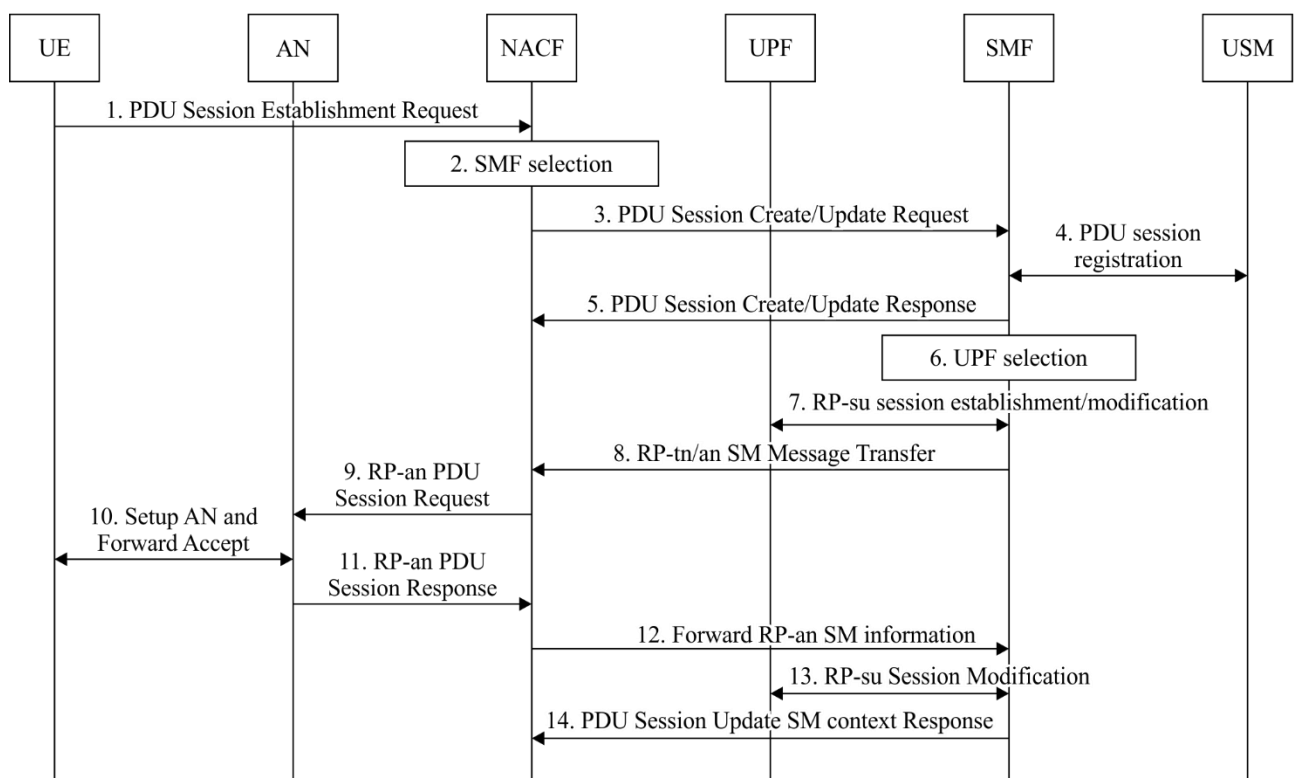 UE
AN
NACF
UPF
SMF
USM
1. PDU Session Establishment Request
2. SMF selection
3. PDU Session Create/Update Request
4. PDU session
registration
5. PDU Session Create/Update Response
6. UPF selection
7. RP-su session establishment/modification
8. RP-tn/an SM Message Transfer
9. RP-an PDU
Session Request
10. Setup AN and
Forward Accept
11. RP-an PDU
Session Response
12. Forward RP-an SM information
13. RP-su Session Modification
14. PDU Session Update SM context Response